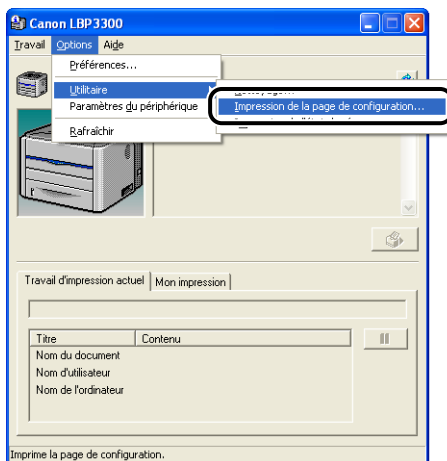 Canon LBP3300
Travail Options Aide
Préférences...
Utilitaire
Paramètres du périphérique
Rafraîchir
Impression de la page de configuration...
Travail d'impression actuel Mon impression
Titre Contenu
Nom du document
Nom d'utilisateur
Nom de l'ordinateur
Imprime la page de configuration.